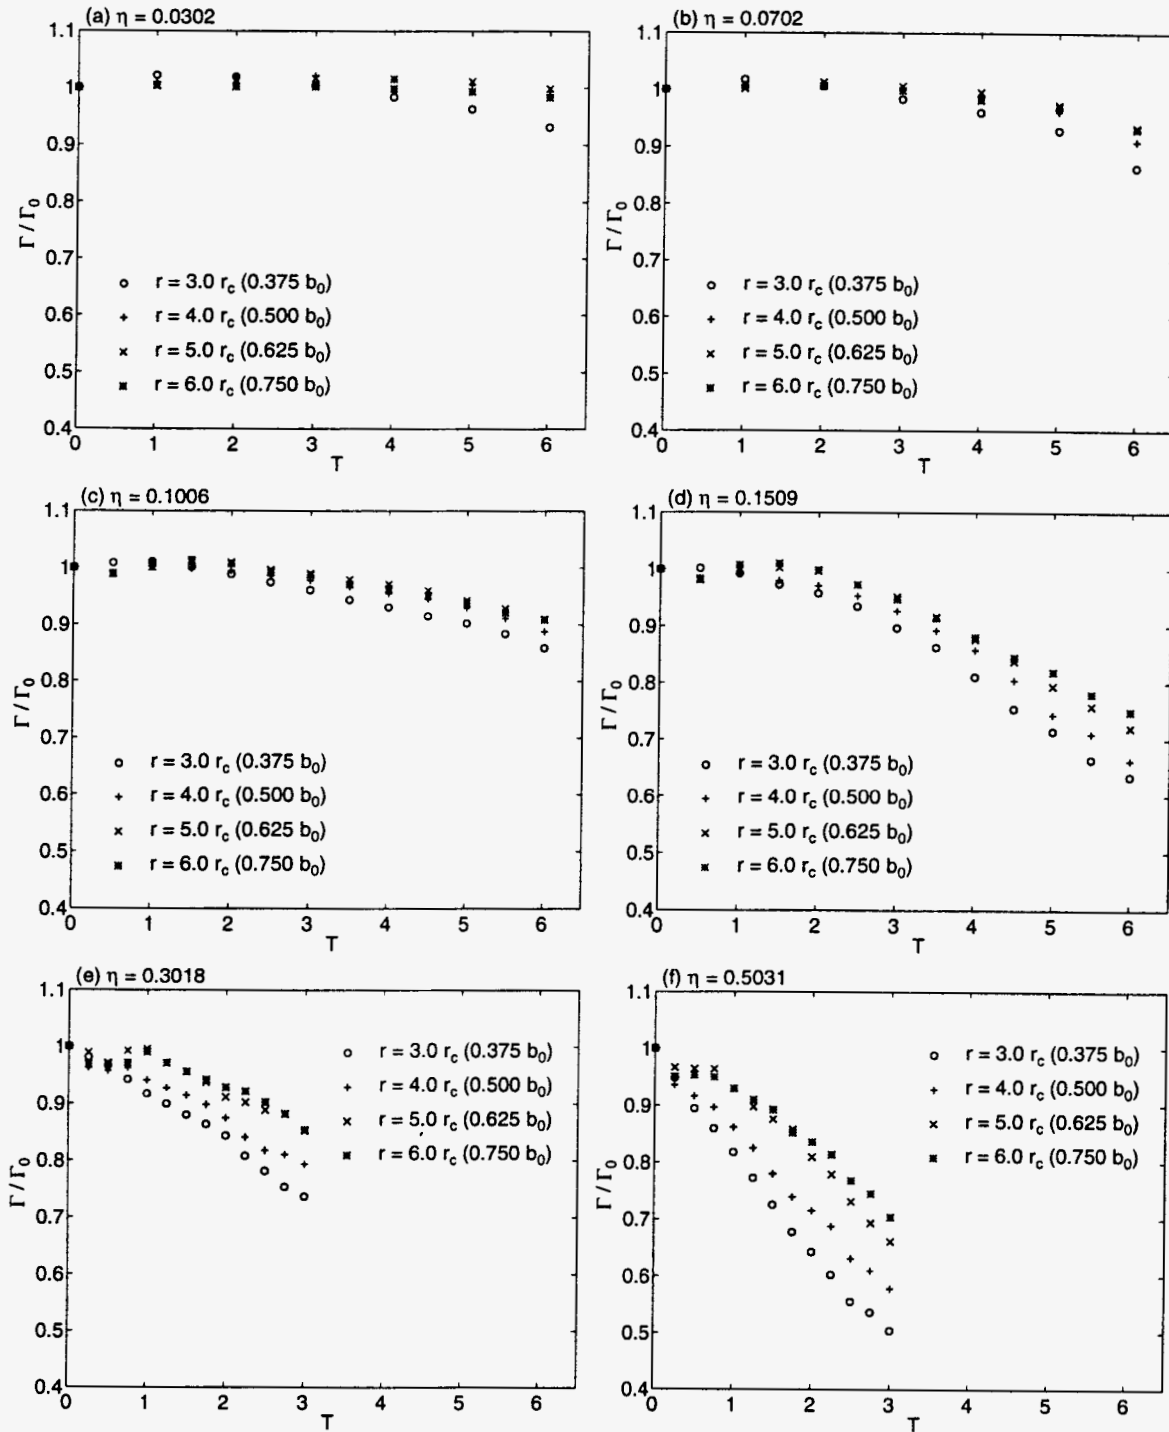 (a) η = 0.0302
1.1
1
0.9
0.8
0.7
0.6
0.5
0.4
Γ / Γ0
r = 3.0 rc (0.375 b0)
r = 4.0 rc (0.500 b0)
r = 5.0 rc (0.625 b0)
r = 6.0 rc (0.750 b0)
0 1 2 3 4 5 6
T
(b) η = 0.0702
1.1
1
0.9
0.8
0.7
0.6
0.5
0.4
Γ / Γ0
r = 3.0 rc (0.375 b0)
r = 4.0 rc (0.500 b0)
r = 5.0 rc (0.625 b0)
r = 6.0 rc (0.750 b0)
0 1 2 3 4 5 6
T
(c) η = 0.1006
1.1
1
0.9
0.8
0.7
0.6
0.5
0.4
Γ / Γ0
r = 3.0 rc (0.375 b0)
r = 4.0 rc (0.500 b0)
r = 5.0 rc (0.625 b0)
r = 6.0 rc (0.750 b0)
0 1 2 3 4 5 6
T
(d) η = 0.1509
1.1
1
0.9
0.8
0.7
0.6
0.5
0.4
Γ / Γ0
r = 3.0 rc (0.375 b0)
r = 4.0 rc (0.500 b0)
r = 5.0 rc (0.625 b0)
r = 6.0 rc (0.750 b0)
0 1 2 3 4 5 6
T
(e) η = 0.3018
1.1
1
0.9
0.8
0.7
0.6
0.5
0.4
Γ / Γ0
r = 3.0 rc (0.375 b0)
r = 4.0 rc (0.500 b0)
r = 5.0 rc (0.625 b0)
r = 6.0 rc (0.750 b0)
0 1 2 3 4 5 6
T
(f) η = 0.5031
1.1
1
0.9
0.8
0.7
0.6
0.5
0.4
Γ / Γ0
r = 3.0 rc (0.375 b0)
r = 4.0 rc (0.500 b0)
r = 5.0 rc (0.625 b0)
r = 6.0 rc (0.750 b0)
0 1 2 3 4 5 6
T